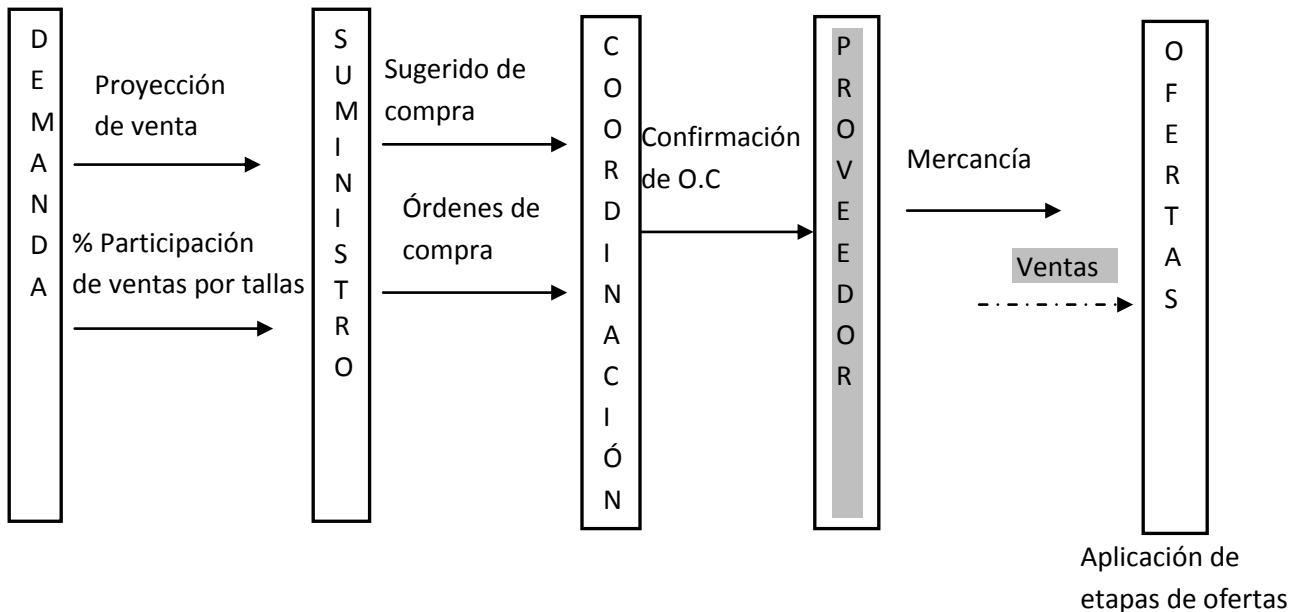 DEMANDA
Proyección
de venta
% Participación
de ventas por tallas
SUMINISTRO
Sugerido de
compra
Órdenes de
compra
COORDINACIÓN
Confirmación
de O.C
PROVEEDOR
Mercancía
Ventas
OFERTAS
Aplicación de
etapas de ofertas